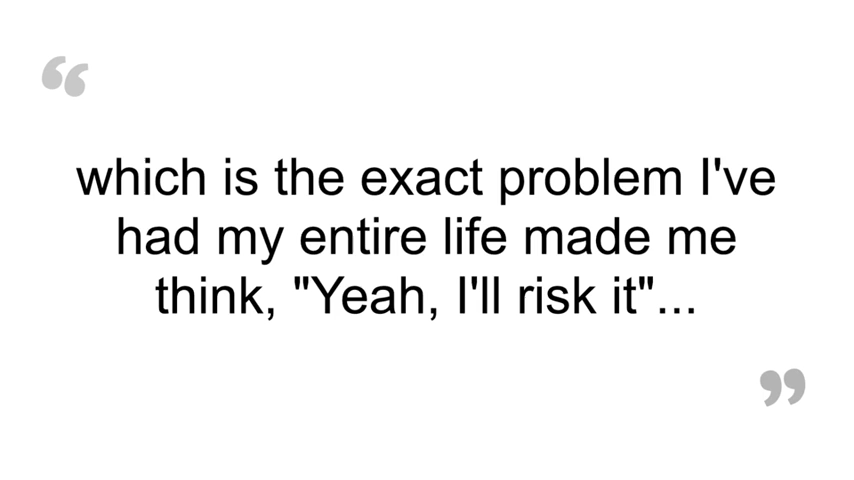 “
which is the exact problem I've
had my entire life made me
think, "Yeah, I'll risk it"...
”